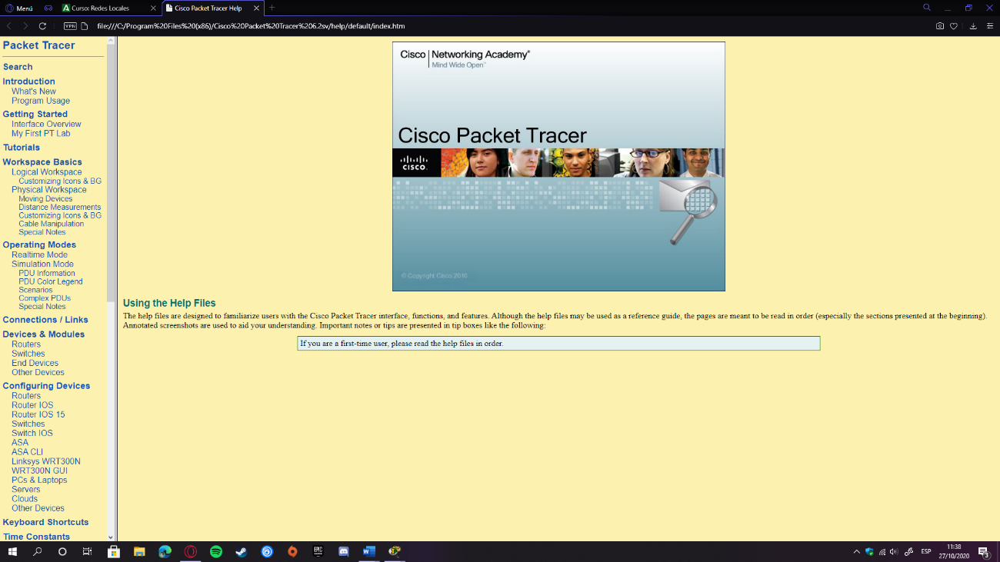 Menú
Curso: Redes Locales
Cisco Packet Tracer Help
VPN
file:///C:/Program%20Files%20(x86)/Cisco%20Packet%20Tracer%206.2sv/help/default/index.htm
Packet Tracer
Search
Introduction
What's New
Program Usage
Getting Started
Interface Overview
My First PT Lab
Tutorials
Workspace Basics
Logical Workspace
Customizing Icons & BG
Physical Workspace
Moving Devices
Distance Measurements
Customizing Icons & BG
Cable Manipulation
Special Notes
Operating Modes
Realtime Mode
Simulation Mode
PDU Information
PDU Color Legend
Scenarios
Complex PDUs
Special Notes
Connections / Links
Devices & Modules
Routers
Switches
End Devices
Other Devices
Configuring Devices
Routers
Router IOS
Router IOS 15
Switches
Switch IOS
ASA
ASA CLI
Linksys WRT300N
WRT300N GUI
PCs & Laptops
Servers
Clouds
Other Devices
Keyboard Shortcuts
Time Constants
Cisco Networking Academy®
Mind Wide Open™
Cisco Packet Tracer
CISCO.
© Copyright Cisco 2010
Using the Help Files
The help files are designed to familiarize users with the Cisco Packet Tracer interface, functions, and features. Although the help files may be used as a reference guide, the pages are meant to be read in order (especially the sections presented at the beginning).
Annotated screenshots are used to aid your understanding. Important notes or tips are presented in tip boxes like the following:
If you are a first-time user, please read the help files in order.
EPIC
ESP
11:38
27/10/2020
3